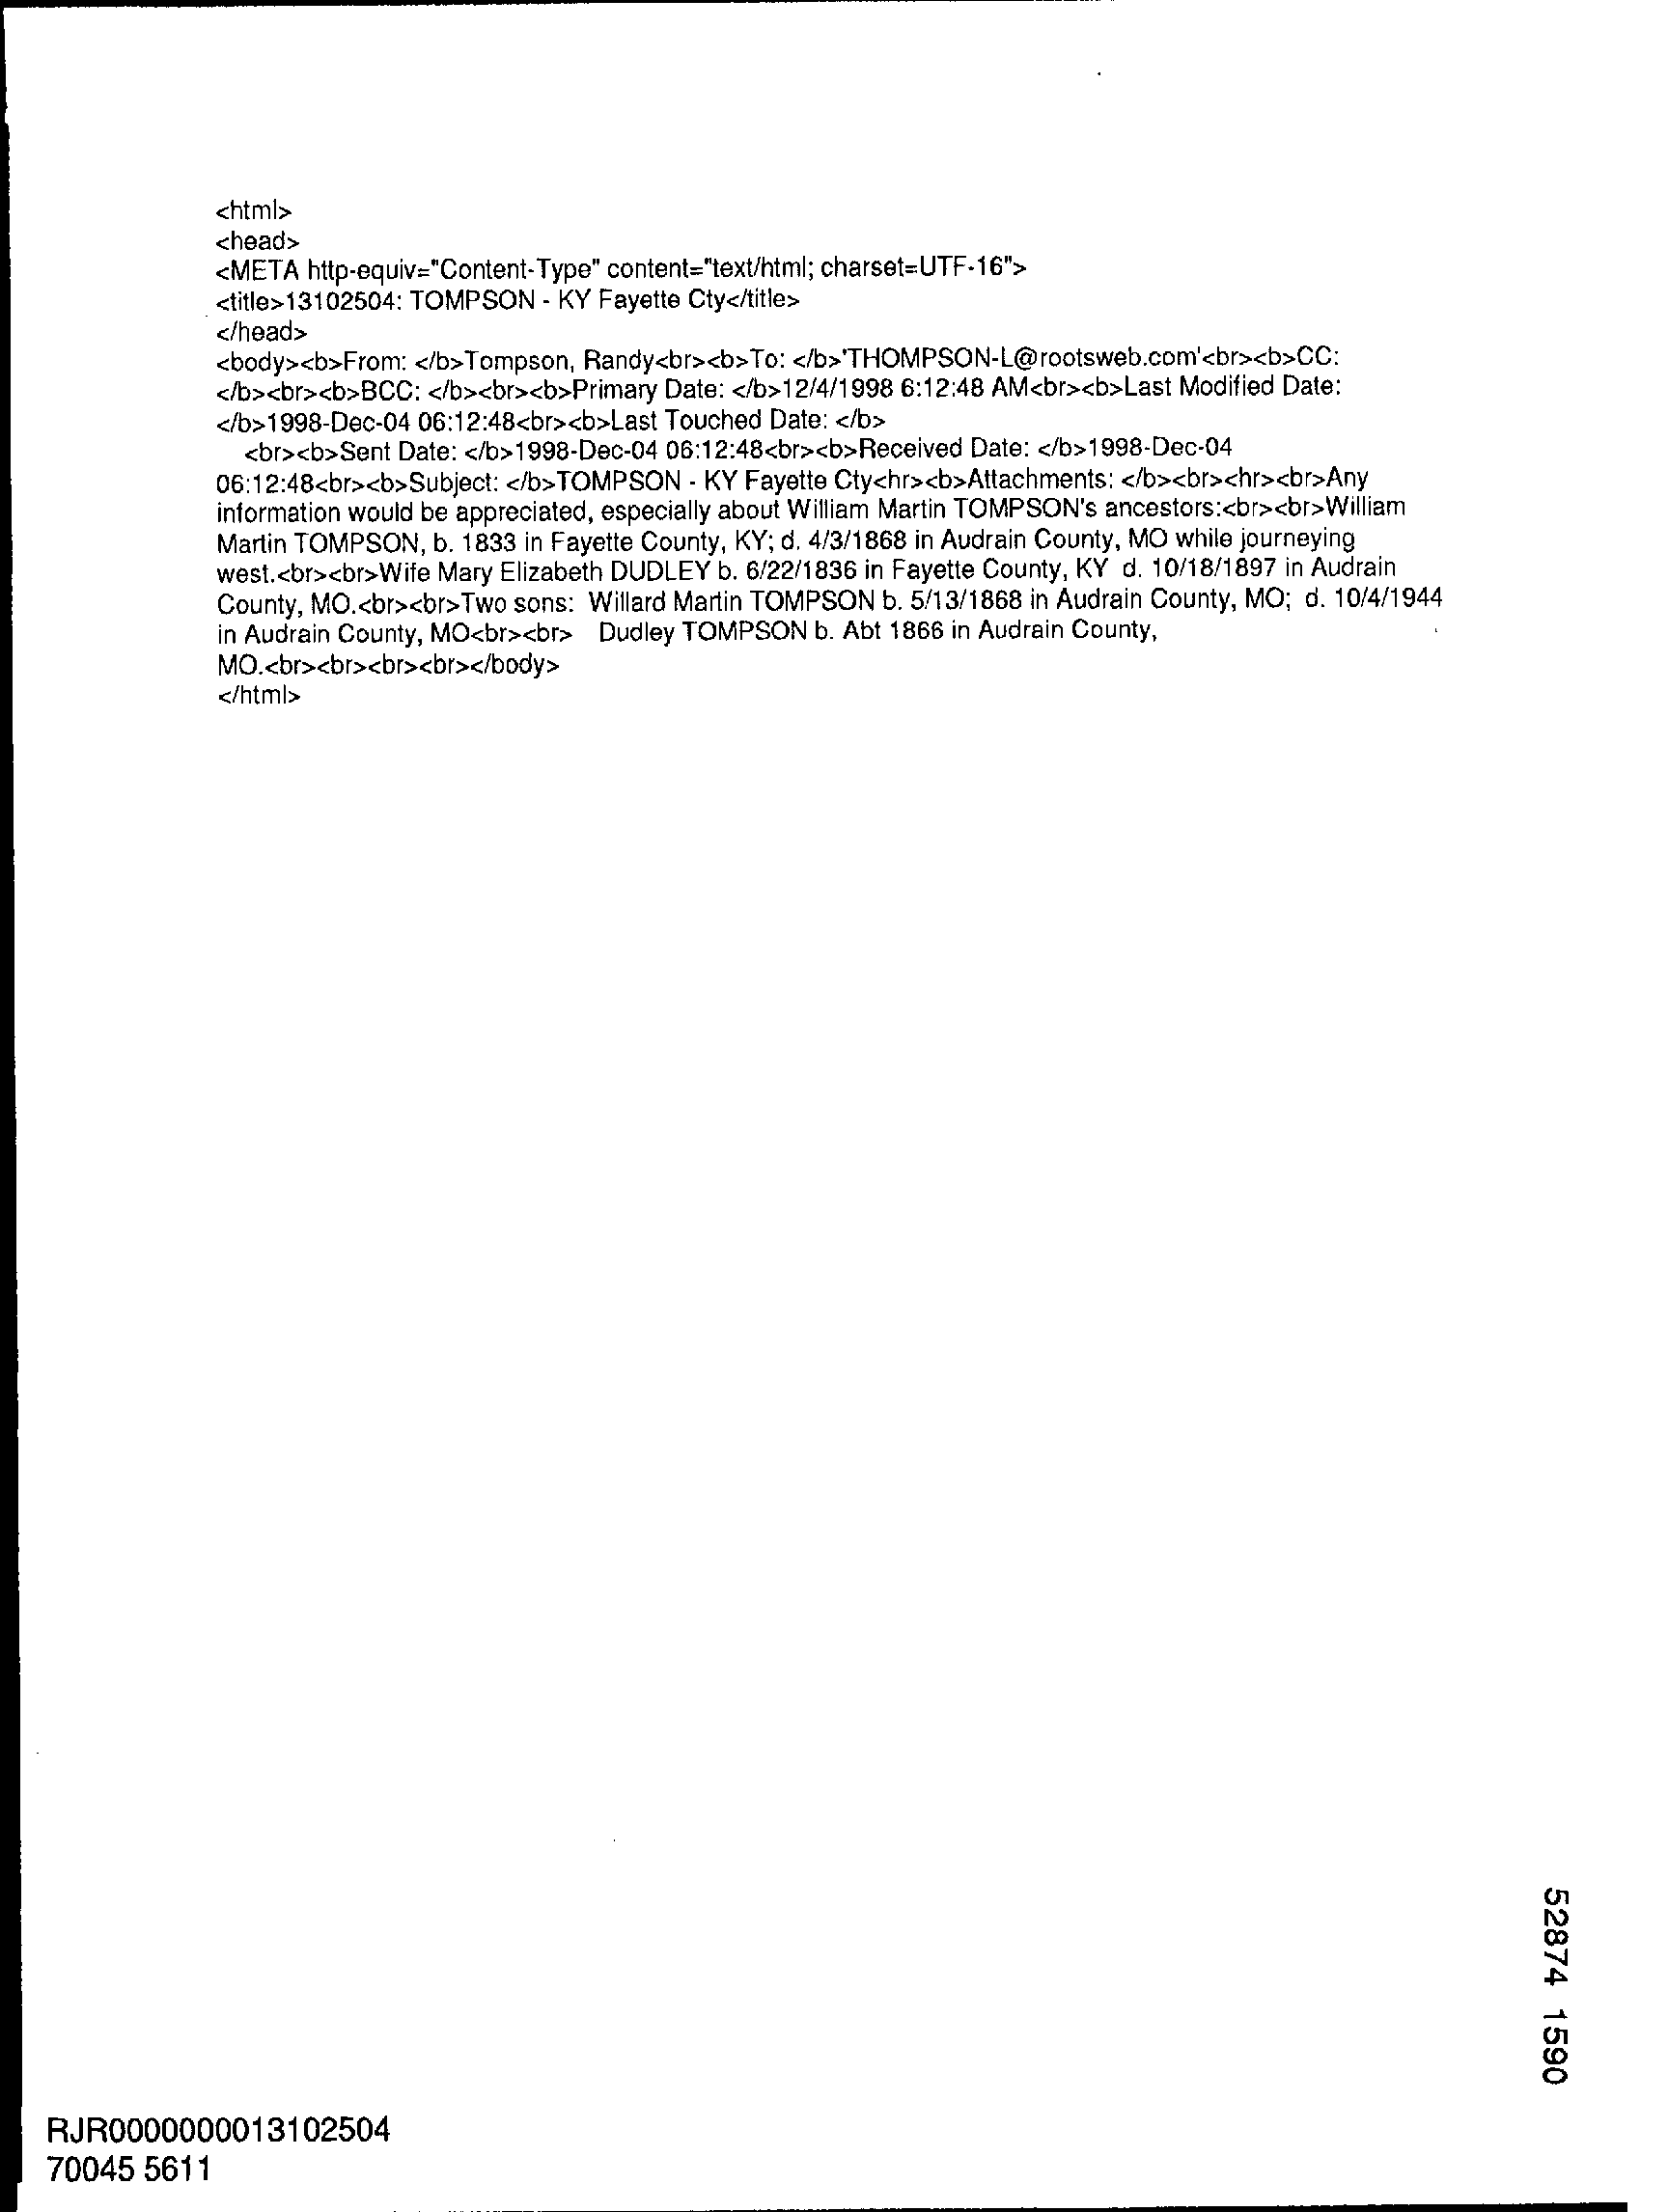 <html>
<head>
<META http-equiv="Content-Type" content="text/html; charset=UTF-16">
<title>13102504: TOMPSON - KY Fayette Cty</title>
</head>
<body><b>From: </b>Tompson, Randy<br><b>To: </b>'THOMPSON-L@rootsweb.com'<br><b>CC:
</b><br><b>BCC: </b><br><b>Primary Date: </b>12/4/1998 6:12:48 AM<br><b>Last Modified Date:
</b>1998-Dec-04 06:12:48<br><b>Last Touched Date: </b>
<br><b>Sent Date: </b>1998-Dec-04 06:12:48<br><b>Received Date: </b>1998-Dec-04
06:12:48<br><b>Subject: </b>TOMPSON - KY Fayette Cty<hr><b>Attachments: </b><br><hr><br>Any
information would be appreciated, especially about William Martin TOMPSON's ancestors:<br><br>William
Martin TOMPSON, b. 1833 in Fayette County, KY; d. 4/3/1868 in Audrain County, MO while journeying
west.<br><br>Wife Mary Elizabeth DUDLEY b. 6/22/1836 in Fayette County, KY  d. 10/18/1897 in Audrain
County, MO.<br><br>Two sons:  Willard Martin TOMPSON b. 5/13/1868 in Audrain County, MO;  d. 10/4/1944
in Audrain County, MO<br><br>   Dudley TOMPSON b. Abt 1866 in Audrain County,
MO.<br><br><br><br></body>
</html>
52874 1590
RJR0000000013102504
70045 5611